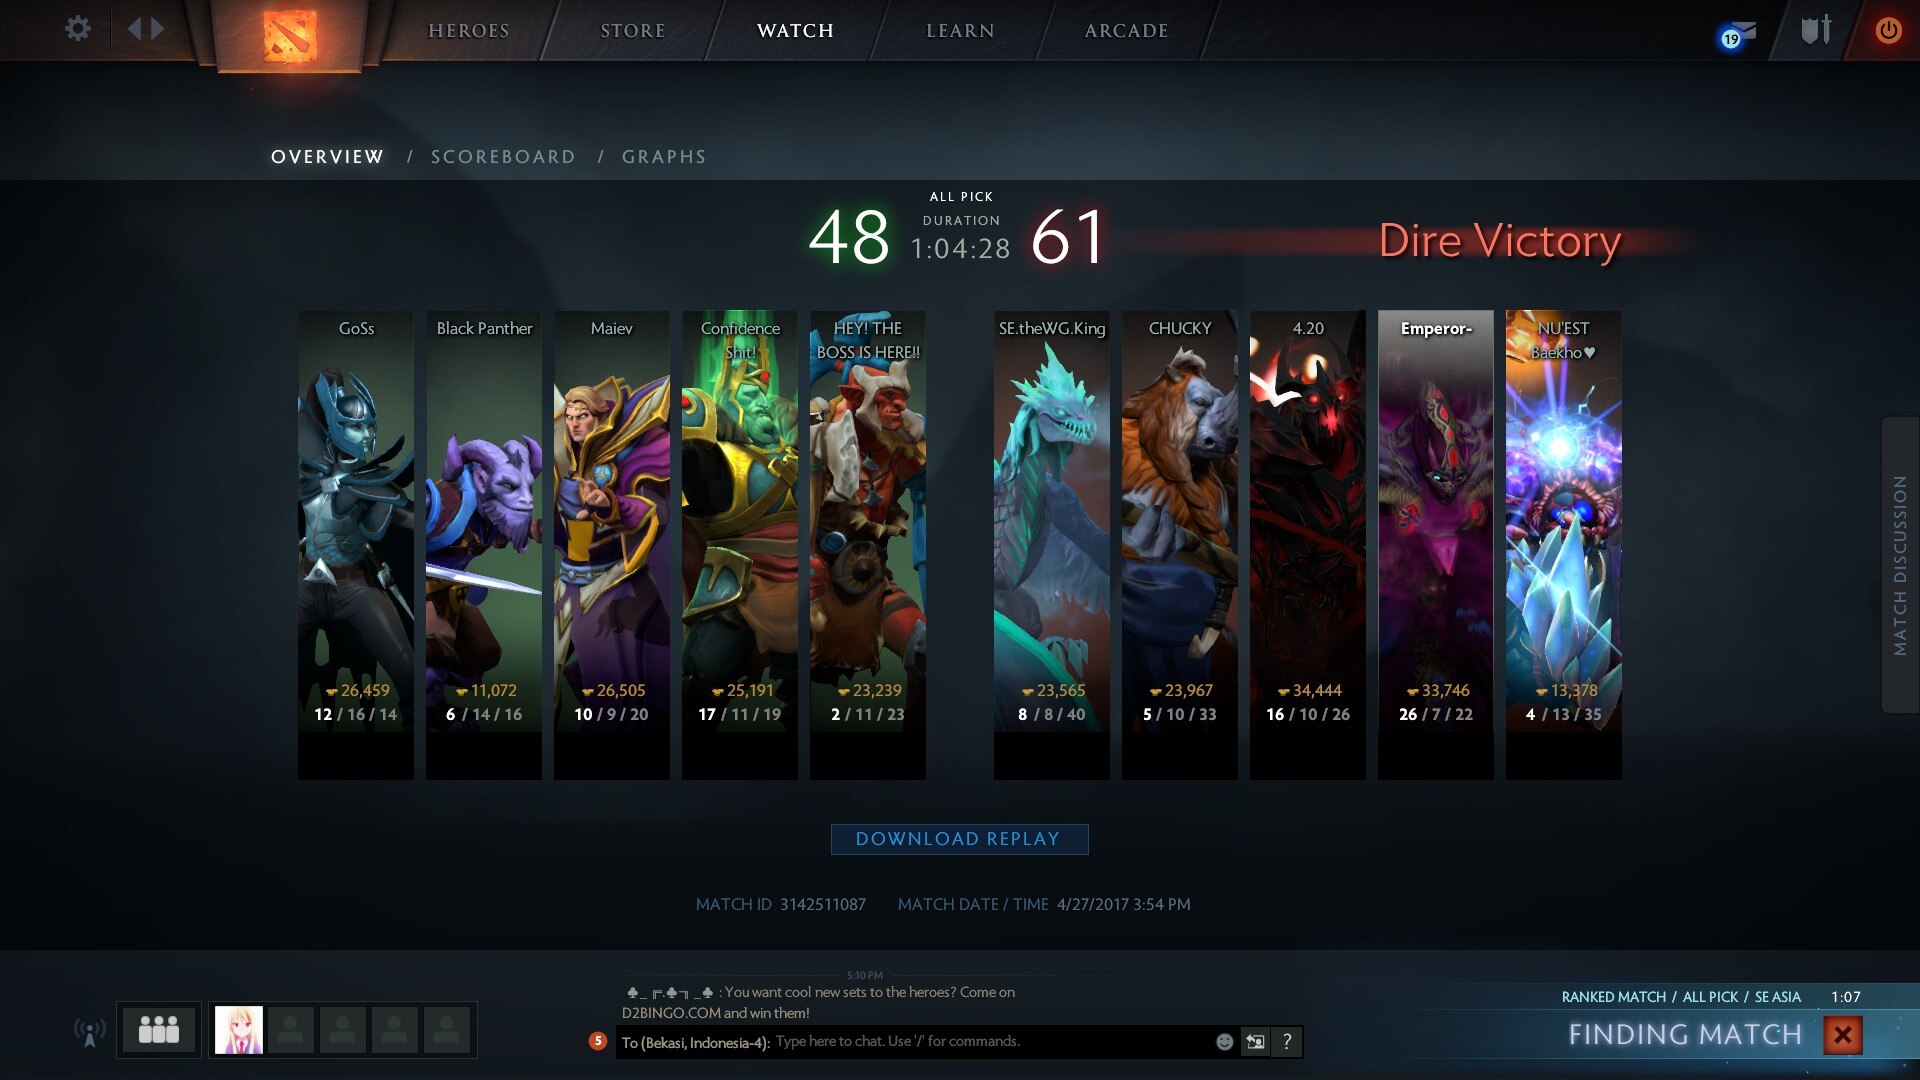 HEROES
STORE
WATCH
LEARN
ARCADE
19
OVERVIEW / SCOREBOARD / GRAPHS
ALL PICK
48
DURATION
1:04:28
61
Dire Victory
GoSs
Black Panther
Maiev
Confidence
Shit!
HEY! THE
BOSS IS HERE!!
SE.theWG.King
CHUCKY
4.20
Emperor-
NU'EST
Baekho♥
26,459
11,072
26,505
25,191
23,239
23,565
23,967
34,444
33,746
13,378
12 / 16 / 14
6 / 14 / 16
10 / 9 / 20
17 / 11 / 19
2 / 11 / 23
8 / 8 / 40
5 / 10 / 33
16 / 10 / 26
26 / 7 / 22
4 / 13 / 35
MATCH DISCUSSION
DOWNLOAD REPLAY
MATCH ID 3142511087 MATCH DATE / TIME 4/27/2017 3:54 PM
5:10 PM
♣_ ╔.♣╗ _♣ : You want cool new sets to the heroes? Come on
D2BINGO.COM and win them!
5
To (Bekasi, Indonesia-4): Type here to chat. Use '/' for commands.
?
RANKED MATCH / ALL PICK / SE ASIA 1:07
FINDING MATCH